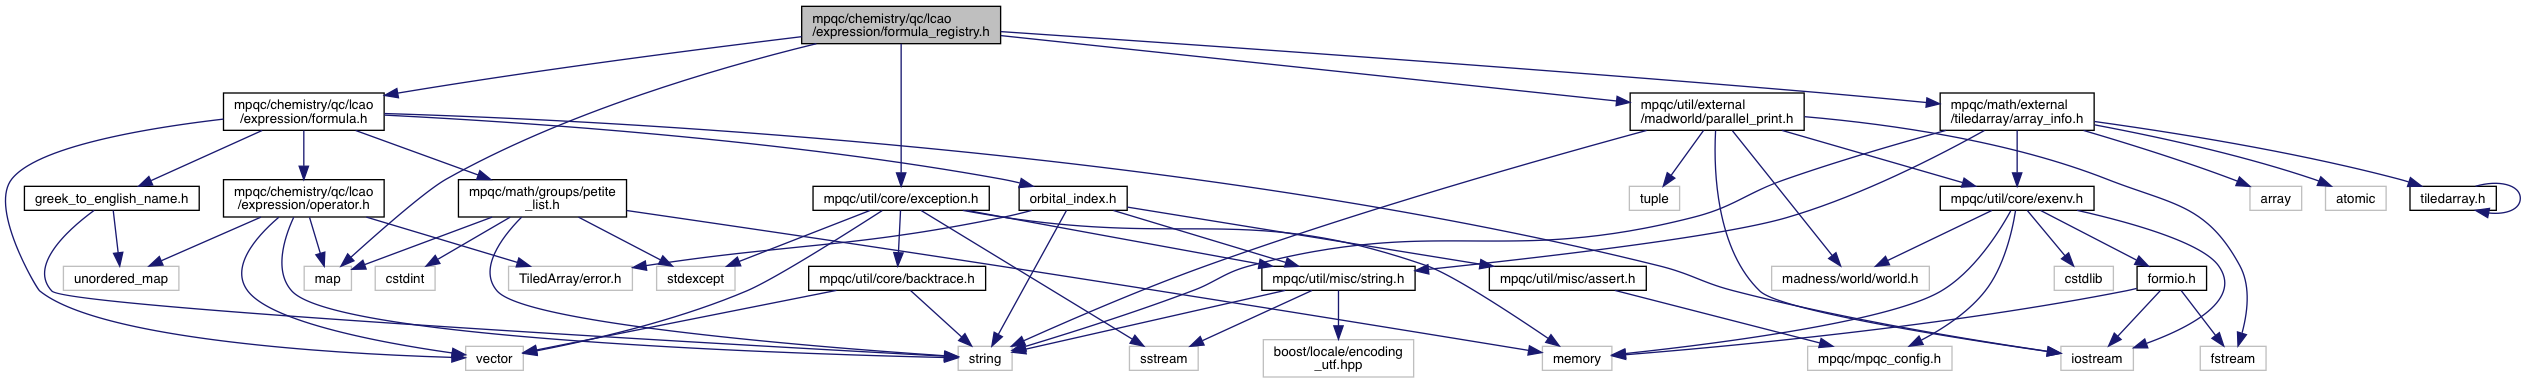 mpqc/chemistry/qc/lcao
/expression/formula_registry.h
mpqc/chemistry/qc/lcao
/expression/formula.h
mpqc/util/external
/madworld/parallel_print.h
mpqc/math/external
/tiledarray/array_info.h
greek_to_english_name.h
mpqc/chemistry/qc/lcao
/expression/operator.h
mpqc/math/groups/petite
_list.h
mpqc/util/core/exception.h
orbital_index.h
tuple
mpqc/util/core/exenv.h
array
atomic
tiledarray.h
unordered_map
map
cstdint
TiledArray/error.h
stdexcept
mpqc/util/core/backtrace.h
mpqc/util/misc/string.h
mpqc/util/misc/assert.h
madness/world/world.h
cstdlib
formio.h
vector
string
sstream
boost/locale/encoding
_utf.hpp
memory
mpqc/mpqc_config.h
iostream
fstream